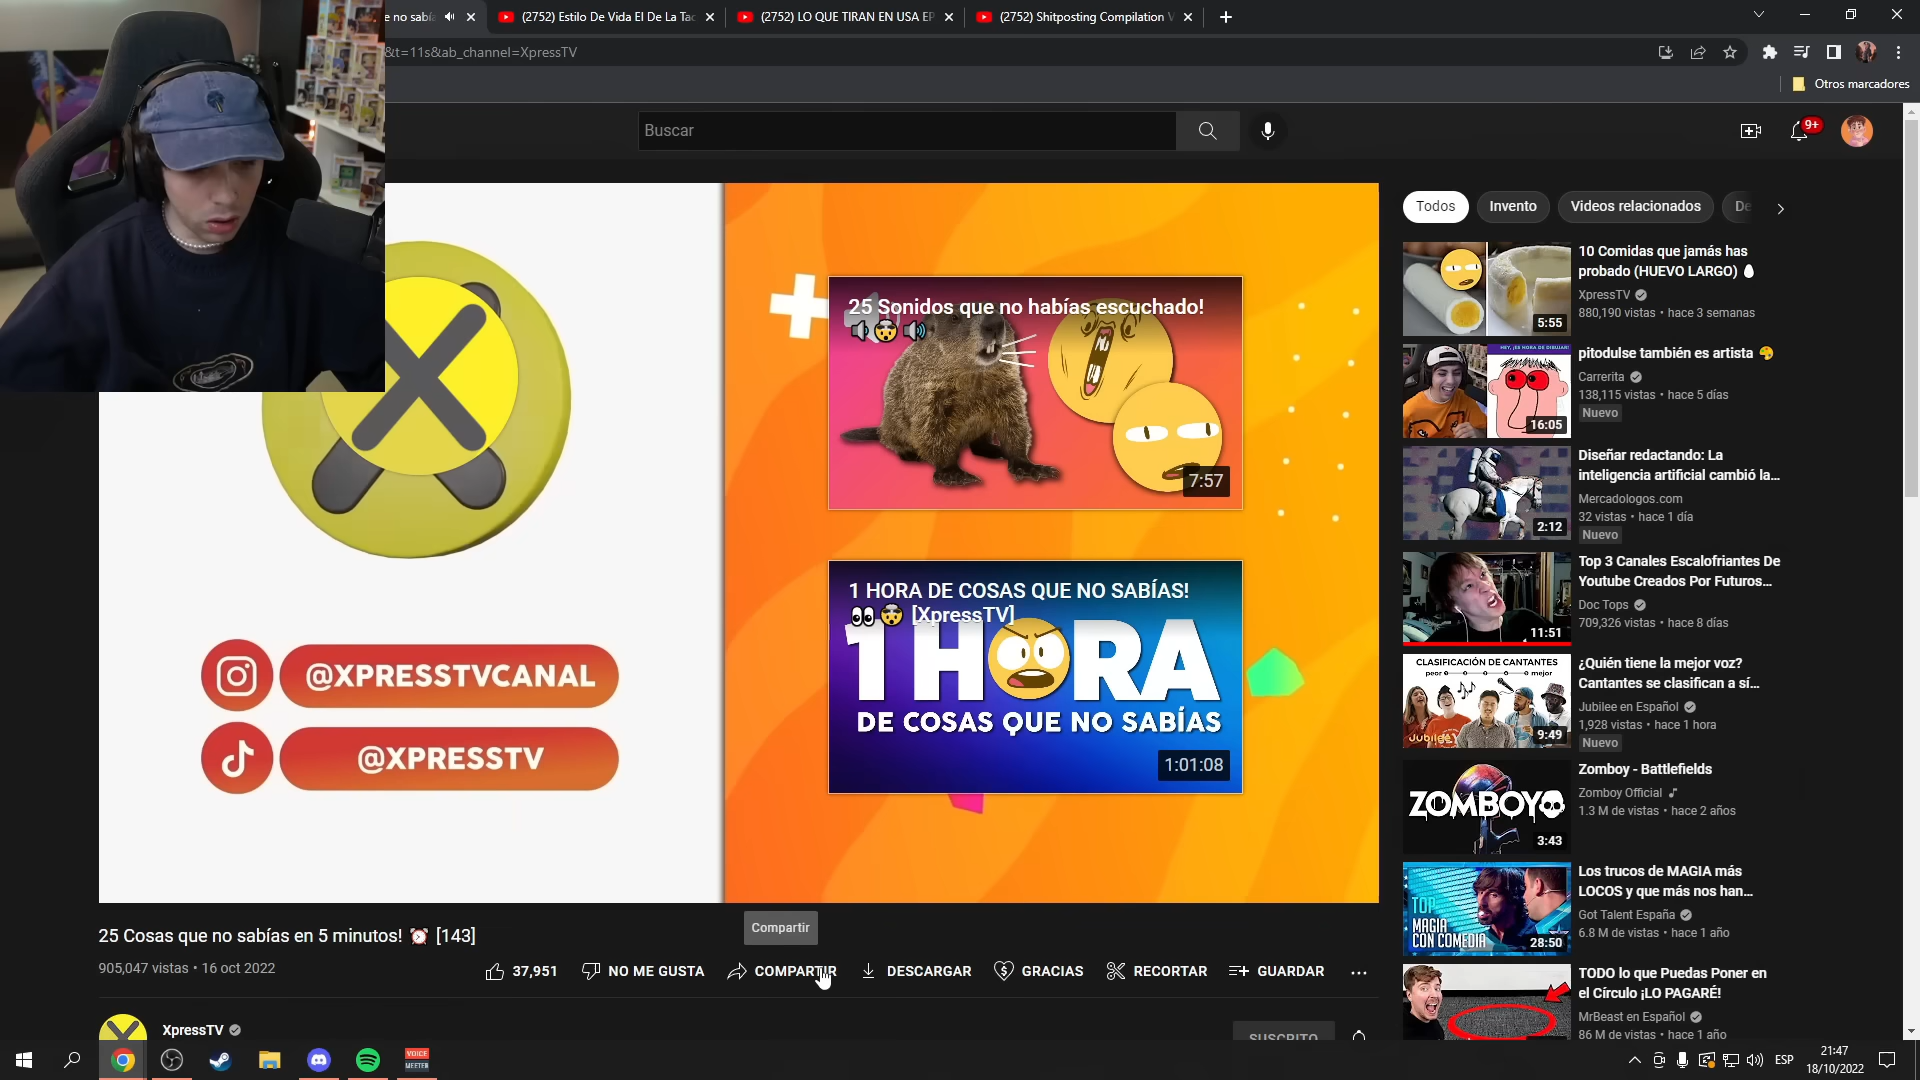 e no sabía
(2752) Estilo De Vida El De La Tac
(2752) LO QUE TIRAN EN USA EP
(2752) Shitposting Compilation V
&t=11s&ab_channel=XpressTV
Otros marcadores
Buscar
9+
Todos
Invento
Videos relacionados
De
25 Sonidos que no habías escuchado!
7:57
1 HORA DE COSAS QUE NO SABÍAS!
[XpressTV]
1 HORA
DE COSAS QUE NO SABÍAS
1:01:08
@XPRESSTVCANAL
@XPRESSTV
10 Comidas que jamás has
probado (HUEVO LARGO)
XpressTV
880,190 vistas • hace 3 semanas
5:55
HEY, ¡ES HORA DE DIBUJAR!
pitodulse también es artista
Carrerita
138,115 vistas • hace 5 días
Nuevo
16:05
Diseñar redactando: La
inteligencia artificial cambió la...
Mercadologos.com
32 vistas • hace 1 día
Nuevo
2:12
Top 3 Canales Escalofriantes De
Youtube Creados Por Futuros...
Doc Tops
709,326 vistas • hace 8 días
11:51
CLASIFICACIÓN DE CANTANTES
peor mejor
Jubilee
¿Quién tiene la mejor voz?
Cantantes se clasifican a sí...
Jubilee en Español
1,928 vistas • hace 1 hora
Nuevo
9:49
ZOMBOY
Zomboy - Battlefields
Zomboy Official
1.3 M de vistas • hace 2 años
3:43
TOP
MAGIA
CON COMEDIA
Los trucos de MAGIA más
LOCOS y que más nos han...
Got Talent España
6.8 M de vistas • hace 1 año
28:50
TODO lo que Puedas Poner en
el Círculo ¡LO PAGARÉ!
MrBeast en Español
86 M de vistas • hace 1 año
Compartir
25 Cosas que no sabías en 5 minutos! ⏰ [143]
905,047 vistas • 16 oct 2022
37,951
NO ME GUSTA
COMPARTIR
DESCARGAR
GRACIAS
RECORTAR
GUARDAR
XpressTV
SUSCRITO
VOICE
MEETER
ESP
21:47
18/10/2022